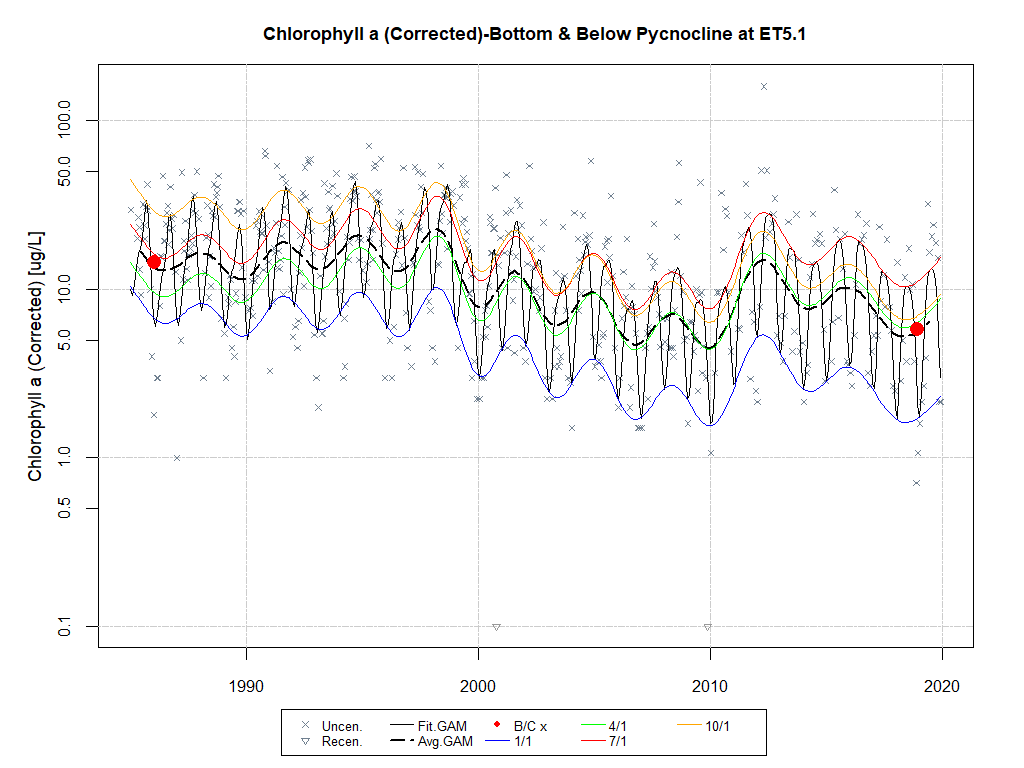 Chlorophyll a (Corrected)-Bottom & Below Pycnocline at ET5.1
Chlorophyll a (Corrected) [ug/L]
100.0
50.0
10.0
5.0
1.0
0.5
0.1
1990 2000 2010 2020
Uncen. Fit.GAM B/C x 4/1 10/1
Recen. Avg.GAM 1/1 7/1